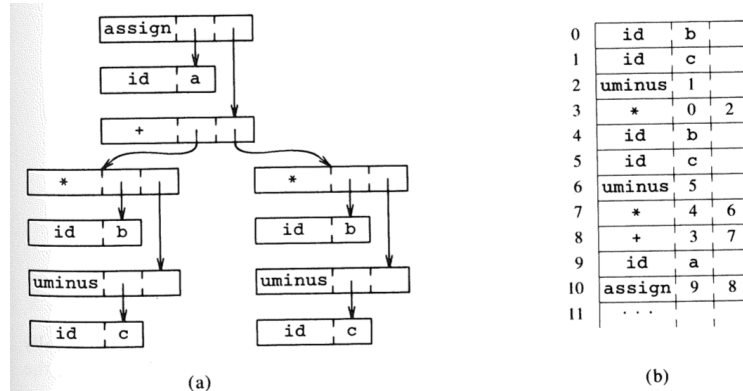 assign
id a
+
* *
id b id b
uminus uminus
id c id c
(a)
0 id b
1 id c
2 uminus 1
3 * 0 2
4 id b
5 id c
6 uminus 5
7 * 4 6
8 + 3 7
9 id a
10 assign 9 8
11 . . .
(b)